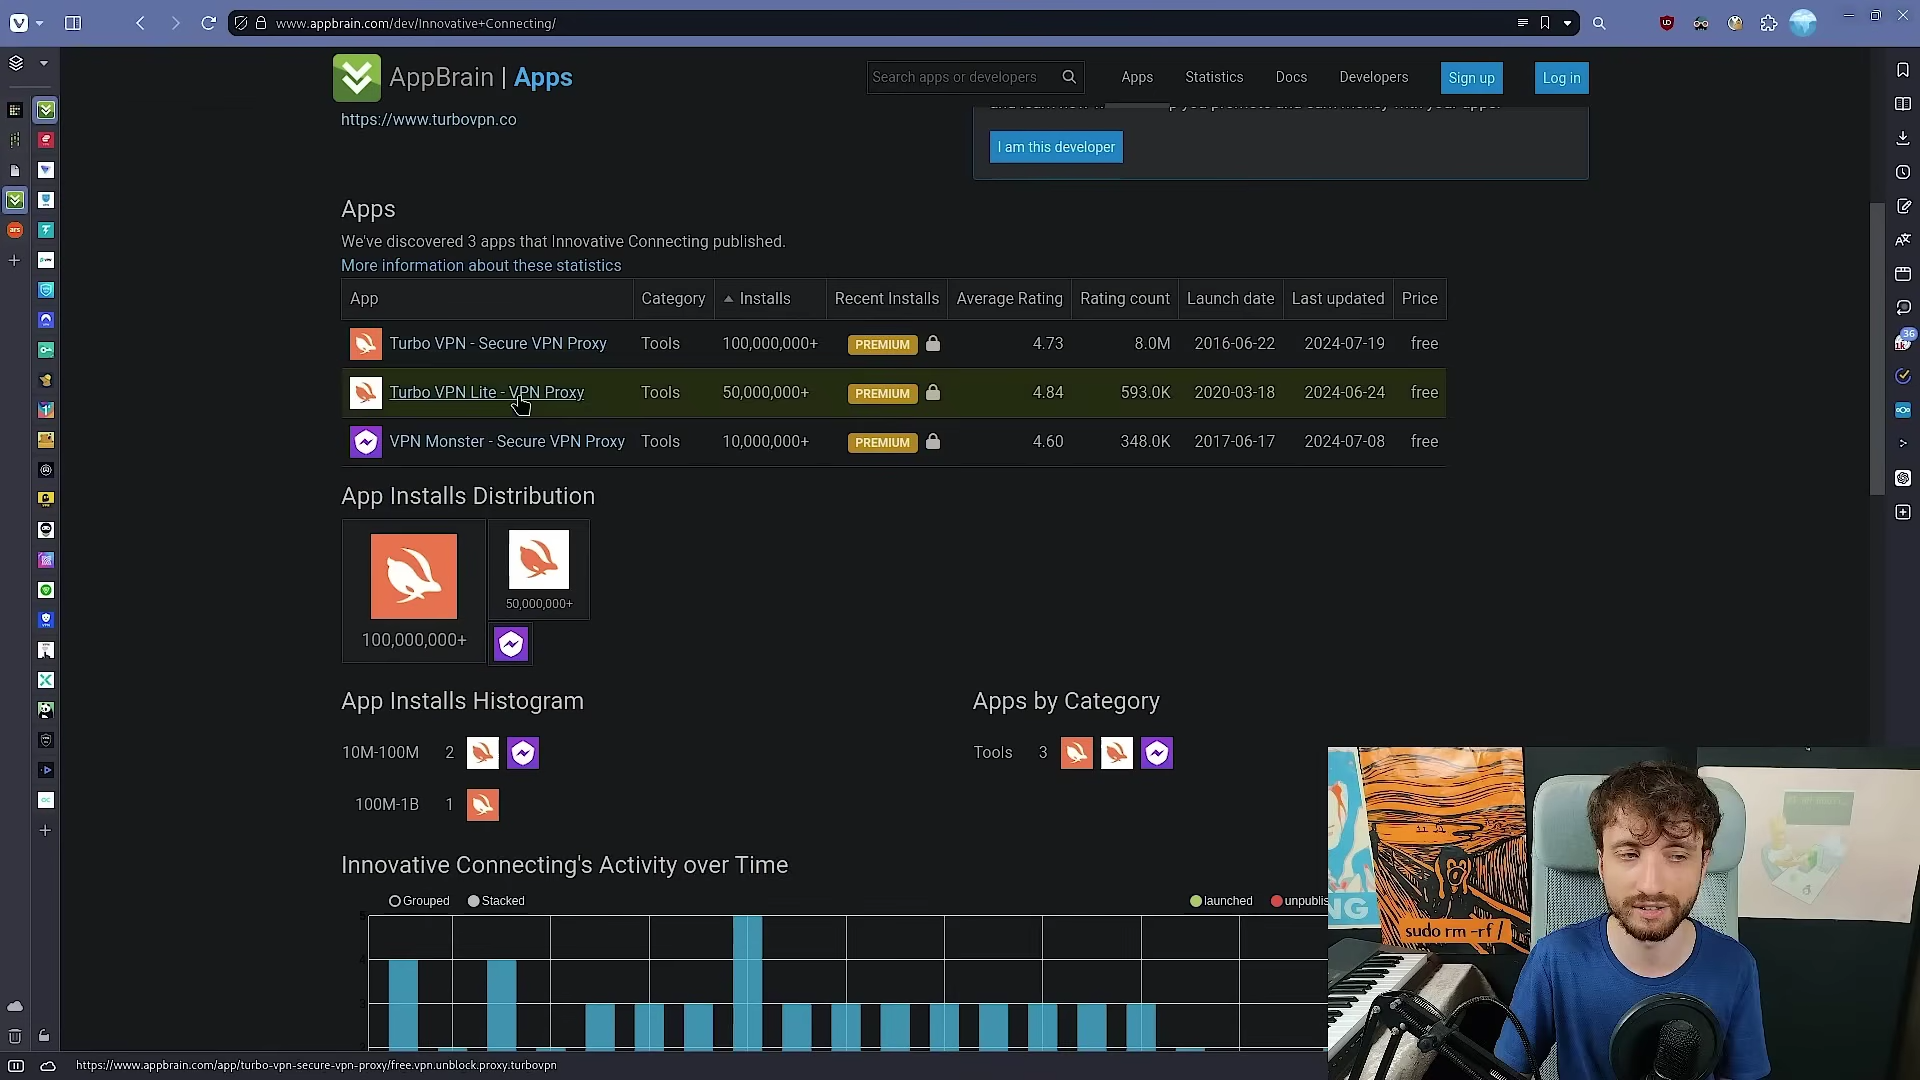 www.appbrain.com/dev/Innovative+Connecting/
AppBrain | Apps
Search apps or developers
Apps
Statistics
Docs
Developers
Sign up
Log in
https://www.turbovpn.co
I am this developer
Apps
We've discovered 3 apps that Innovative Connecting published.
More information about these statistics
App Category Installs Recent Installs Average Rating Rating count Launch date Last updated Price
Turbo VPN - Secure VPN Proxy Tools 100,000,000+ PREMIUM 4.73 8.0M 2016-06-22 2024-07-19 free
Turbo VPN Lite - VPN Proxy Tools 50,000,000+ PREMIUM 4.84 593.0K 2020-03-18 2024-06-24 free
VPN Monster - Secure VPN Proxy Tools 10,000,000+ PREMIUM 4.60 348.0K 2017-06-17 2024-07-08 free
App Installs Distribution
50,000,000+
100,000,000+
App Installs Histogram
Apps by Category
10M-100M 2
Tools 3
100M-1B 1
Innovative Connecting's Activity over Time
Grouped Stacked
launched unpublis
NG
sudo rm -rf /
36
https://www.appbrain.com/app/turbo-vpn-secure-vpn-proxy/free.vpn.unblock.proxy.turbovpn